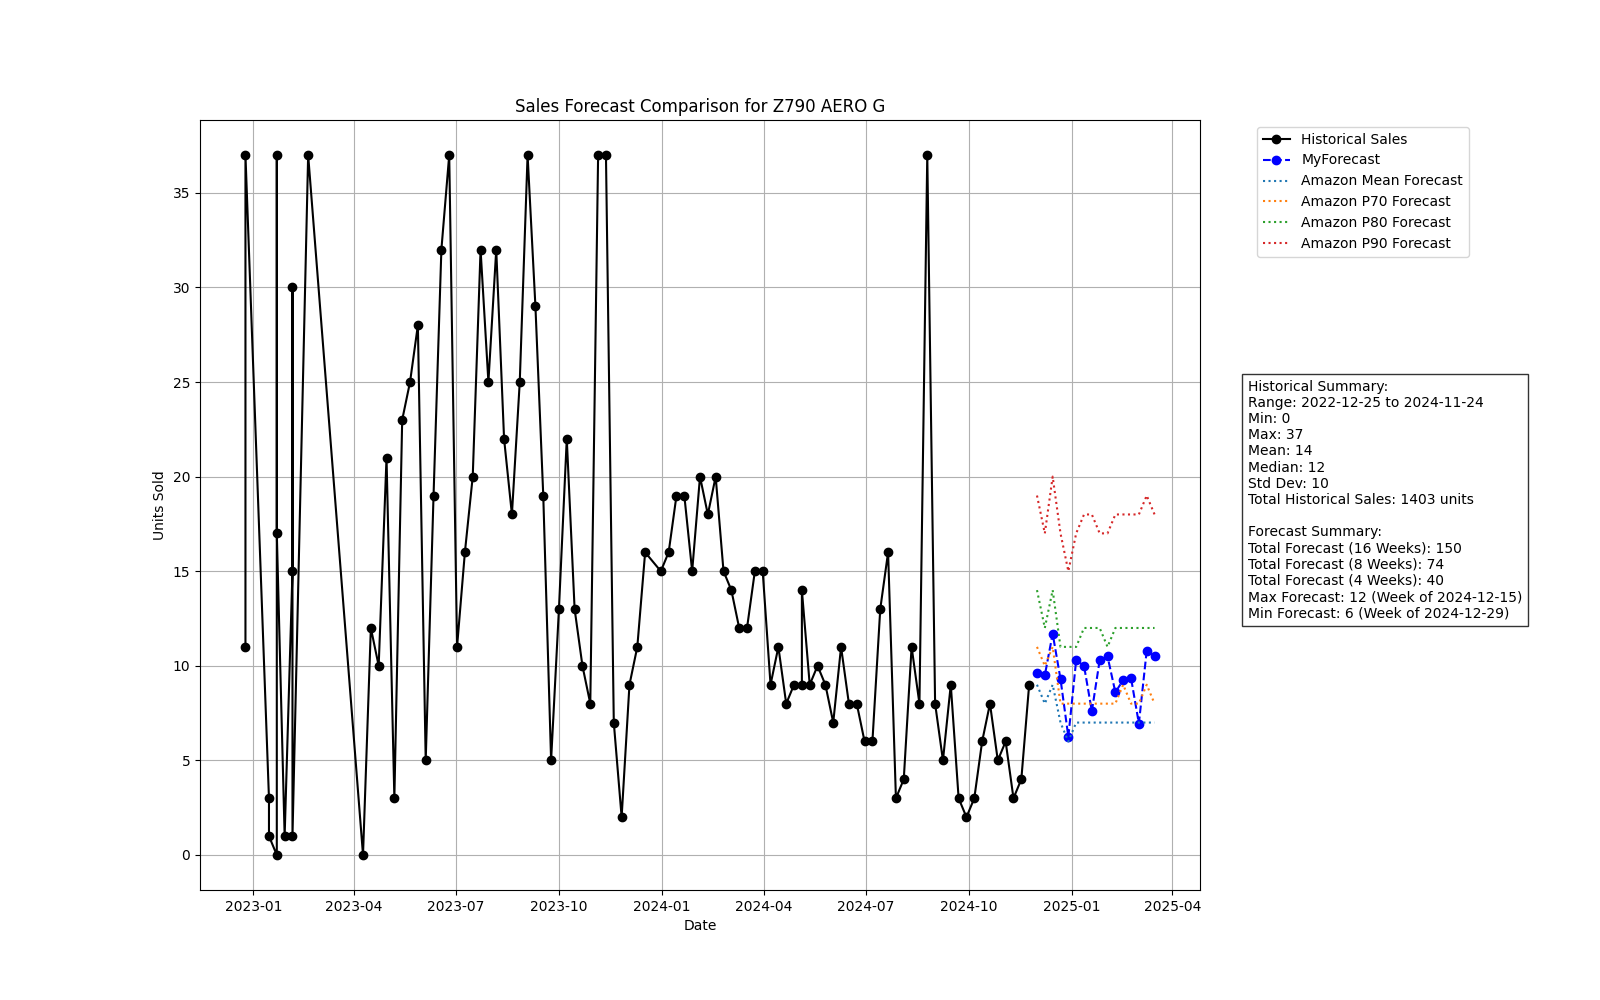 Sales Forecast Comparison for Z790 AERO G
Units Sold
35
30
25
20
15
10
5
0
2023-01
2023-04
2023-07
2023-10
2024-01
2024-04
2024-07
2024-10
2025-01
2025-04
Date
Historical Sales
MyForecast
Amazon Mean Forecast
Amazon P70 Forecast
Amazon P80 Forecast
Amazon P90 Forecast
Historical Summary:
Range: 2022-12-25 to 2024-11-24
Min: 0
Max: 37
Mean: 14
Median: 12
Std Dev: 10
Total Historical Sales: 1403 units
Forecast Summary:
Total Forecast (16 Weeks): 150
Total Forecast (8 Weeks): 74
Total Forecast (4 Weeks): 40
Max Forecast: 12 (Week of 2024-12-15)
Min Forecast: 6 (Week of 2024-12-29)